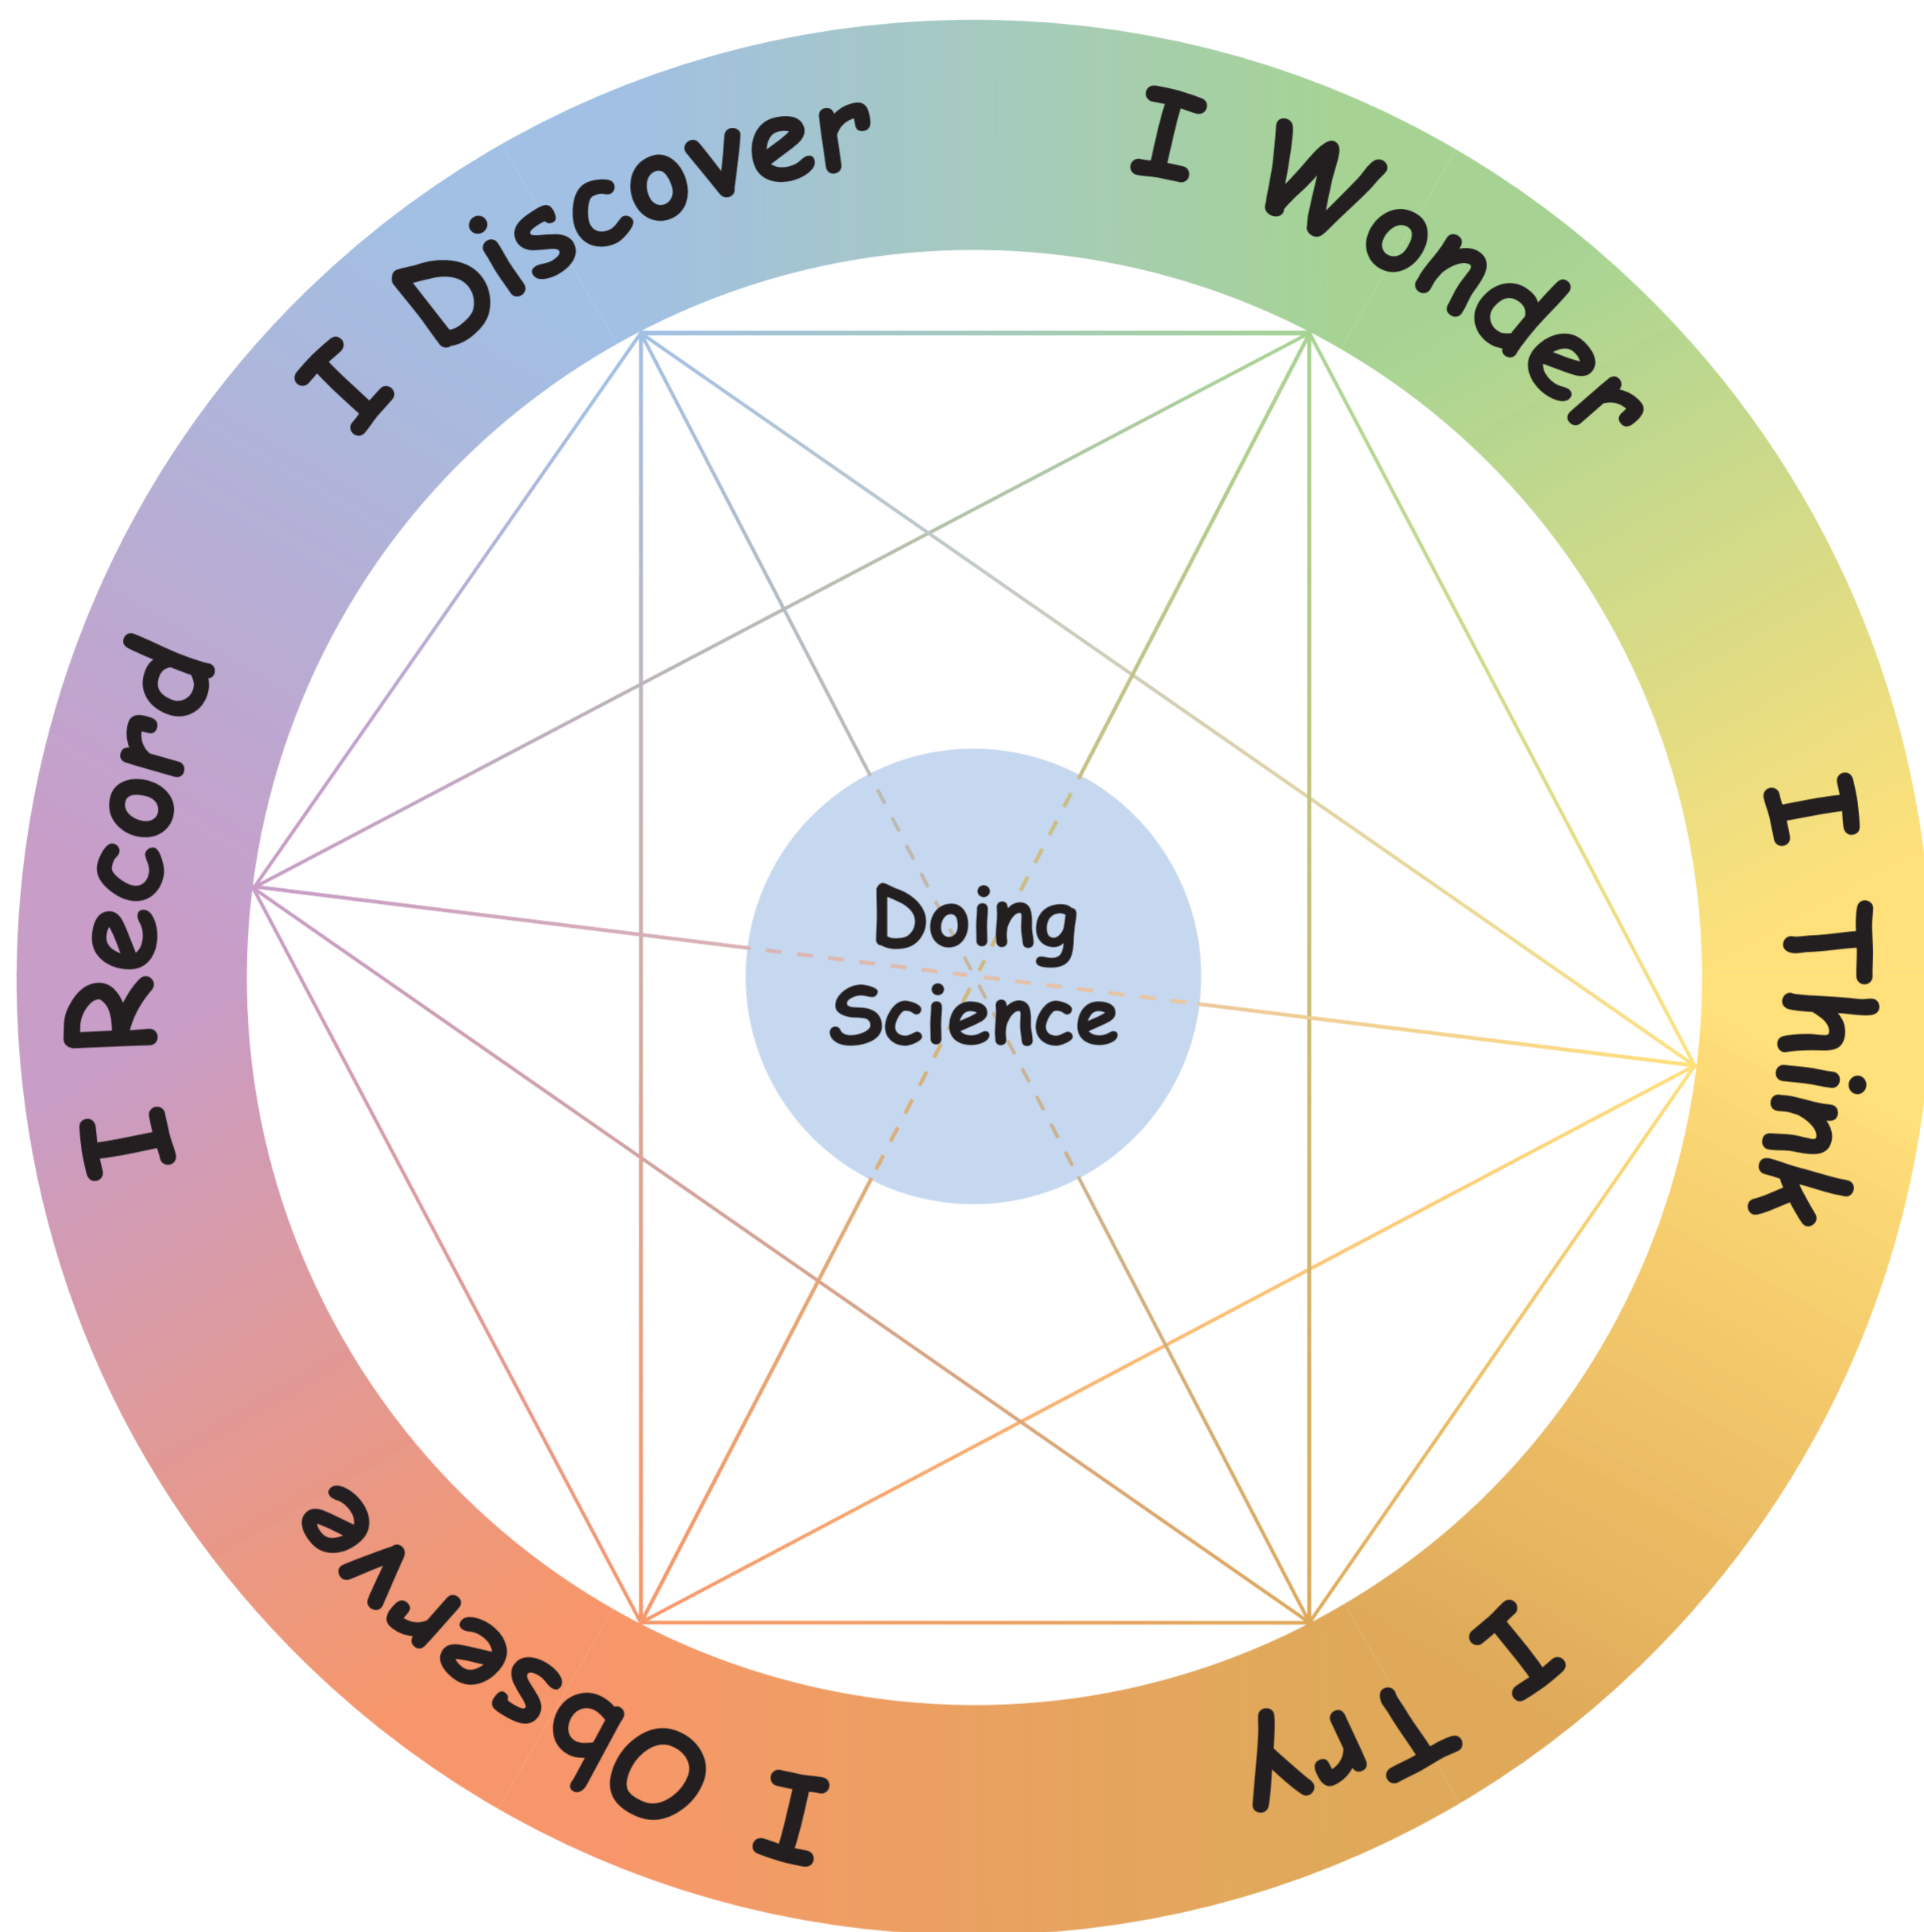 I Wonder
I Think
I Try
I Observe
I Record
I Discover
Doing
Science